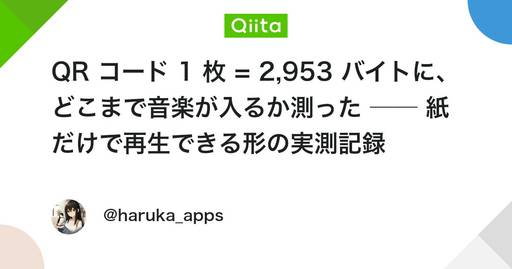 Qiita
QR コード 1 枚 = 2,953 バイトに、
どこまで音楽が入るか測った ── 紙
だけで再生できる形の実測記録
@haruka_apps